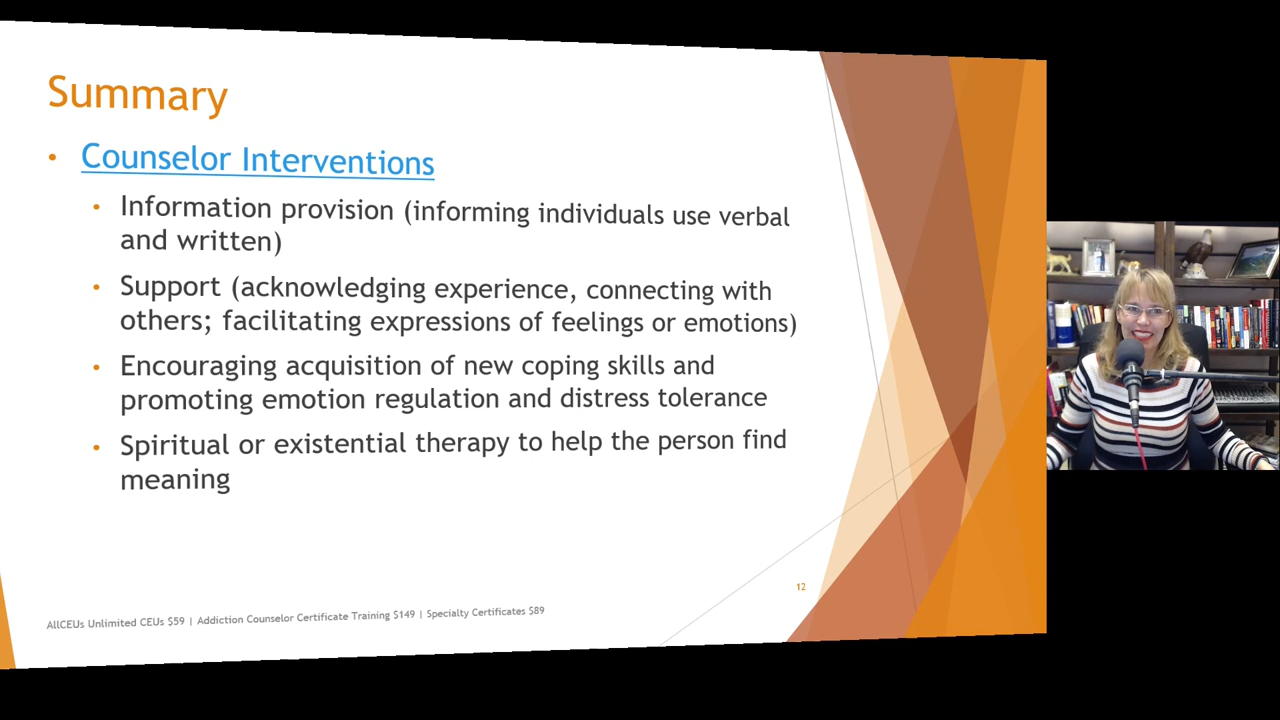 Summary
• Counselor Interventions
• Information provision (informing individuals use verbal
and written)
• Support (acknowledging experience, connecting with
others; facilitating expressions of feelings or emotions)
• Encouraging acquisition of new coping skills and
promoting emotion regulation and distress tolerance
• Spiritual or existential therapy to help the person find
meaning
12
AllCEUs Unlimited CEUs $59 | Addiction Counselor Certificate Training $149 | Specialty Certificates $89